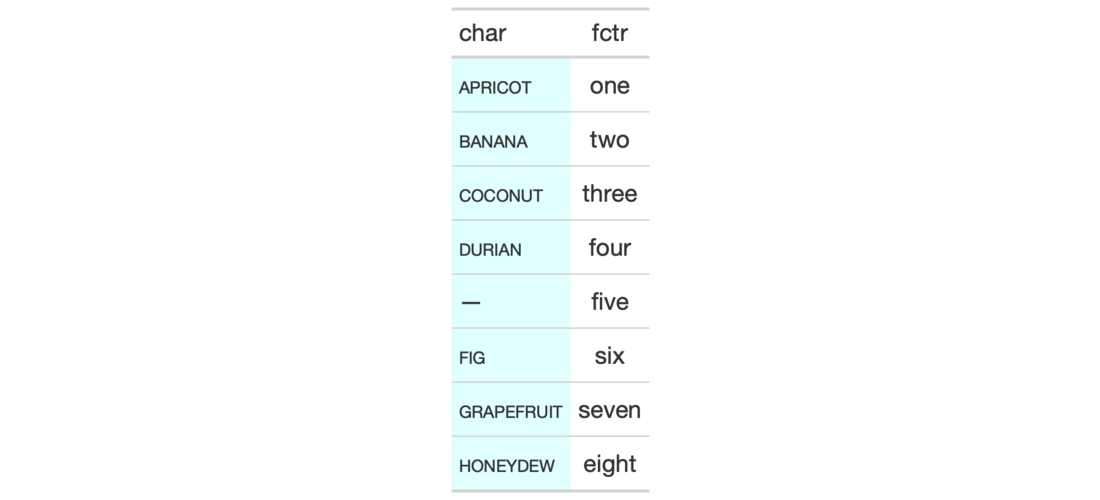 char fctr
APRICOT one
BANANA two
COCONUT three
DURIAN four
— five
FIG six
GRAPEFRUIT seven
HONEYDEW eight